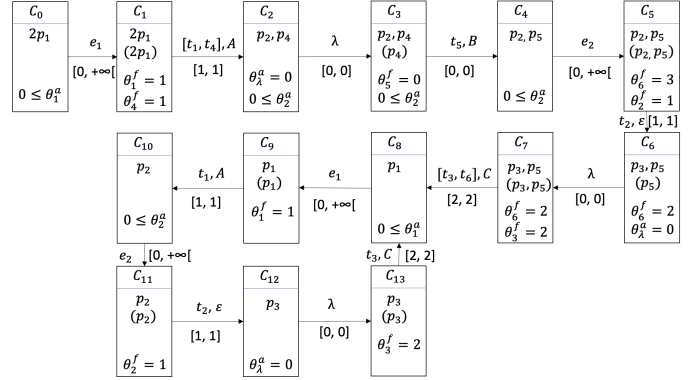 C₀
2p₁
0 ≤ θ₁ᵃ
e₁
[0, +∞[
C₁
2p₁
(2p₁)
θ₁ᶠ = 1
θ₄ᶠ = 1
[t₁, t₄], A
[1, 1]
C₂
p₂, p₄
θ_λᵃ = 0
0 ≤ θ₂ᵃ
λ
[0, 0]
C₃
p₂, p₄
(p₄)
θ₅ᶠ = 0
0 ≤ θ₂ᵃ
t₅, B
[0, 0]
C₄
p₂, p₅
0 ≤ θ₂ᵃ
e₂
[0, +∞[
C₅
p₂, p₅
(p₂, p₅)
θ₆ᶠ = 3
θ₂ᶠ = 1
t₂, ε [1, 1]
C₁₀
p₂
0 ≤ θ₂ᵃ
t₁, A
[1, 1]
C₉
p₁
(p₁)
θ₁ᶠ = 1
e₁
[0, +∞[
C₈
p₁
0 ≤ θ₁ᵃ
[t₃, t₆], C
[2, 2]
C₇
p₃, p₅
(p₃, p₅)
θ₆ᶠ = 2
θ₃ᶠ = 2
λ
[0, 0]
C₆
p₃, p₅
(p₅)
θ₆ᶠ = 2
θ_λᵃ = 0
e₂ [0, +∞[
t₃, C [2, 2]
C₁₁
p₂
(p₂)
θ₂ᶠ = 1
t₂, ε
[1, 1]
C₁₂
p₃
θ_λᵃ = 0
λ
[0, 0]
C₁₃
p₃
(p₃)
θ₃ᶠ = 2